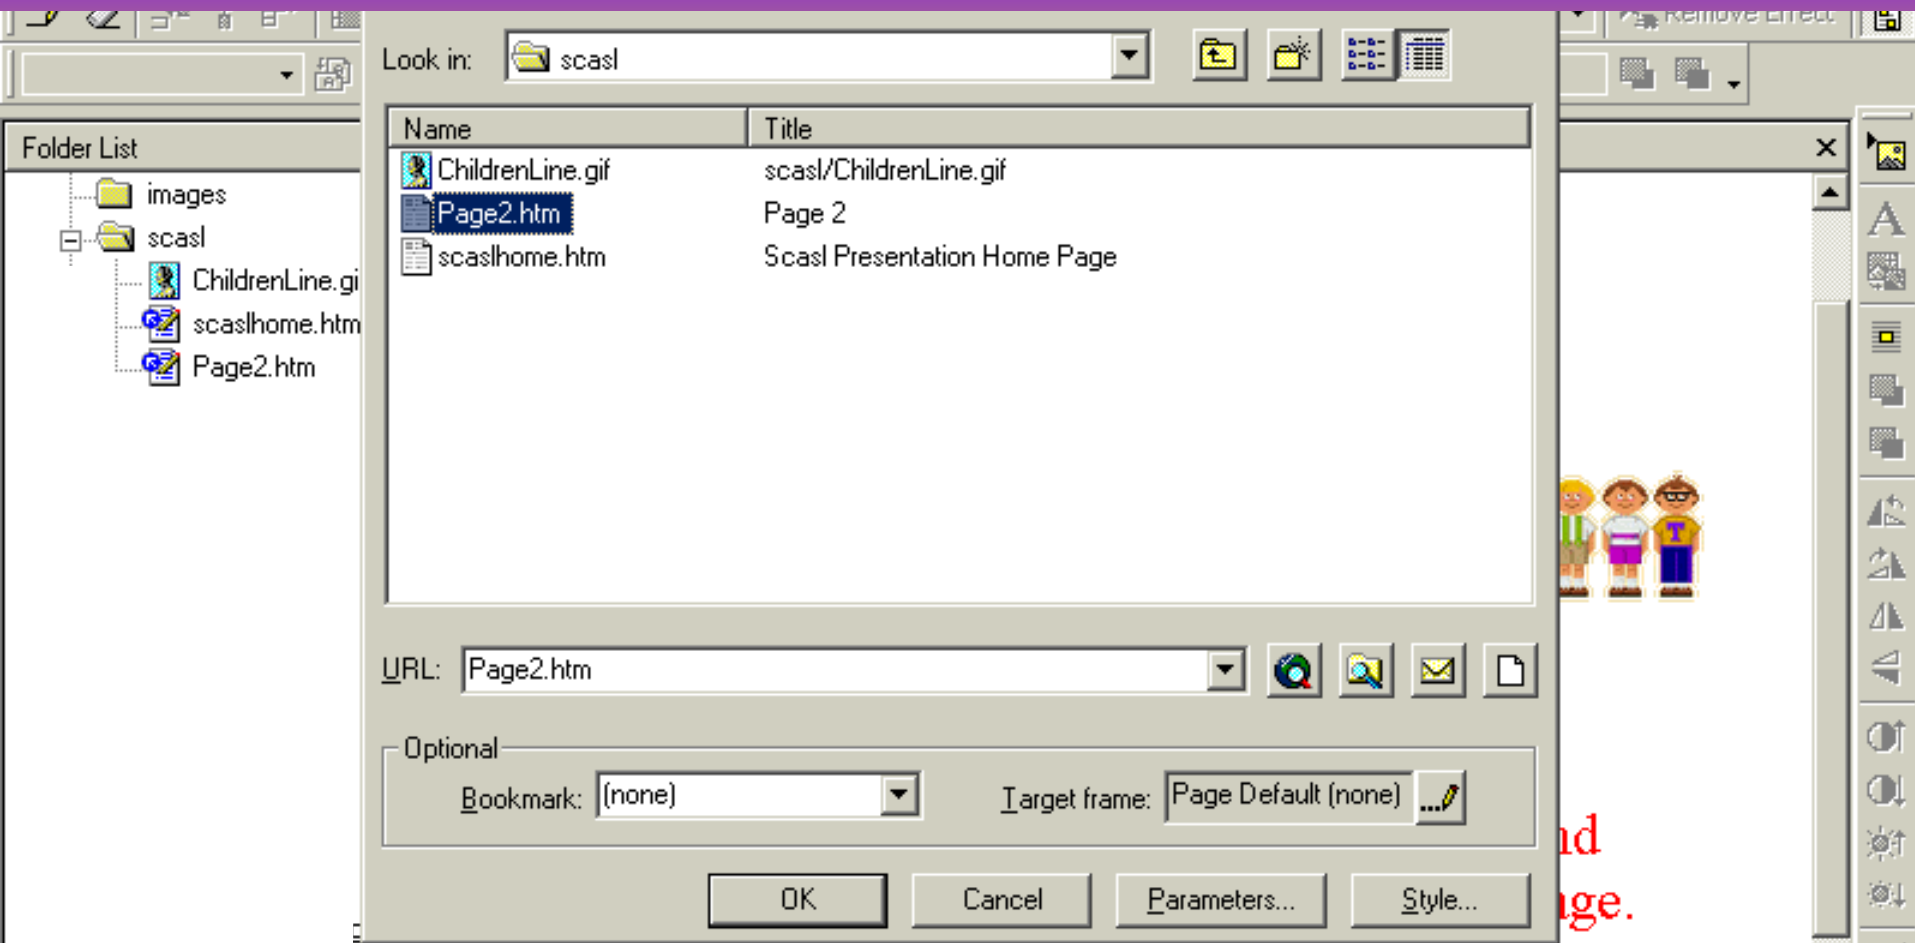 Remove Effect
Look in: scasl
Folder List
images
scasl
ChildrenLine.gi
scaslhome.htm
Page2.htm
Name Title
ChildrenLine.gif scasl/ChildrenLine.gif
Page2.htm Page 2
scaslhome.htm Scasl Presentation Home Page
URL: Page2.htm
Optional
Bookmark: (none) Target frame: Page Default (none)
OK Cancel Parameters... Style...
nd
age.
A
T